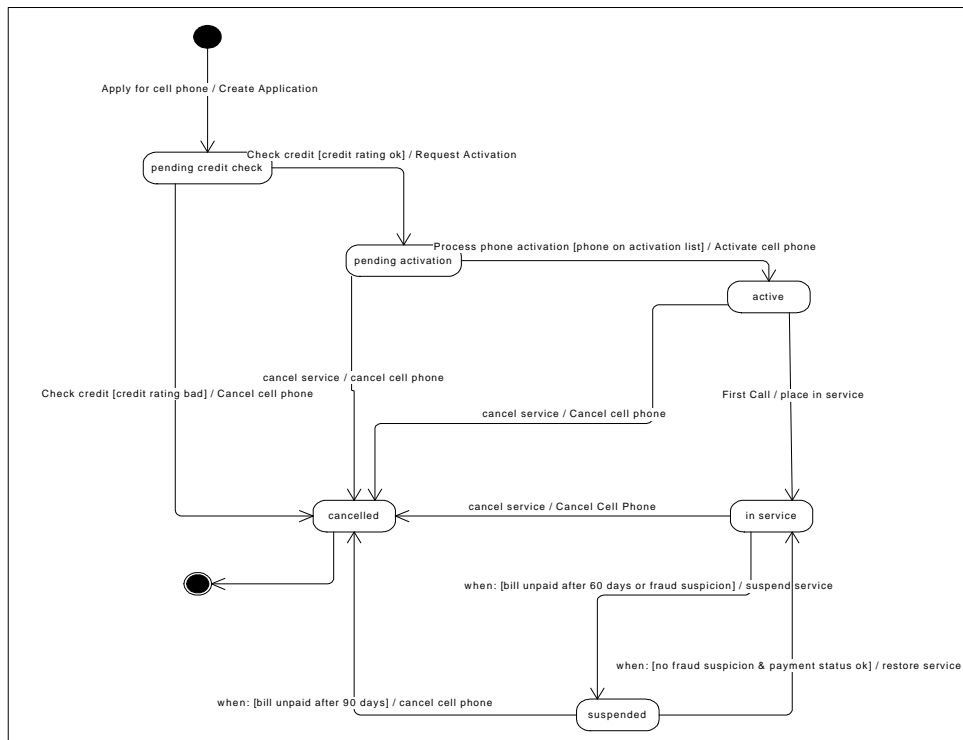 Apply for cell phone / Create Application
Check credit [credit rating ok] / Request Activation
pending credit check
Process phone activation [phone on activation list] / Activate cell phone
pending activation
active
cancel service / cancel cell phone
Check credit [credit rating bad] / Cancel cell phone
First Call / place in service
cancel service / Cancel cell phone
cancel service / Cancel Cell Phone
cancelled
in service
when: [bill unpaid after 60 days or fraud suspicion] / suspend service
when: [no fraud suspicion & payment status ok] / restore service
when: [bill unpaid after 90 days] / cancel cell phone
suspended